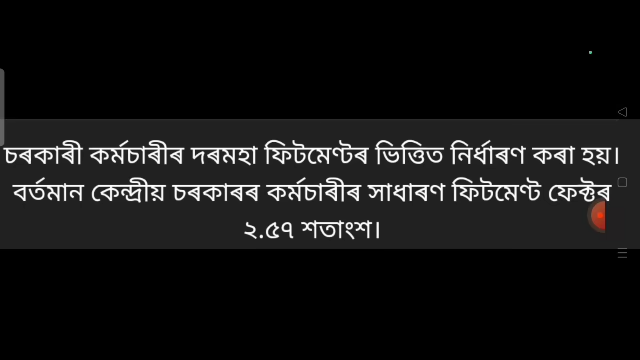 চৰকাৰী কৰ্মচাৰীৰ দৰমহা ফিটমেণ্টৰ ভিত্তিত নিৰ্ধাৰণ কৰা হয়।
বৰ্তমান কেন্দ্ৰীয় চৰকাৰৰ কৰ্মচাৰীৰ সাধাৰণ ফিটমেণ্ট ফেক্টৰ
২.৫৭ শতাংশ।